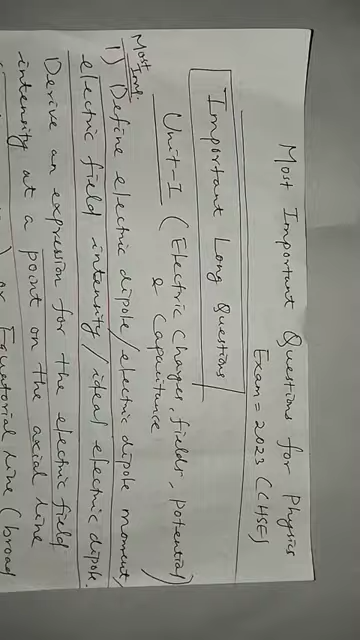 Most Important Questions for Physics
Exam = 2023 (CHSE)
Important Long Questions
Unit-I (Electric Charges, fields, potential
& Capacitance)
Most Imp.
1) Define electric dipole/electric dipole moment/
electric field intensity/ideal electric dipole.
Derive an expression for the electric field
intensity at a point on the axial line
or Equatorial line (broad